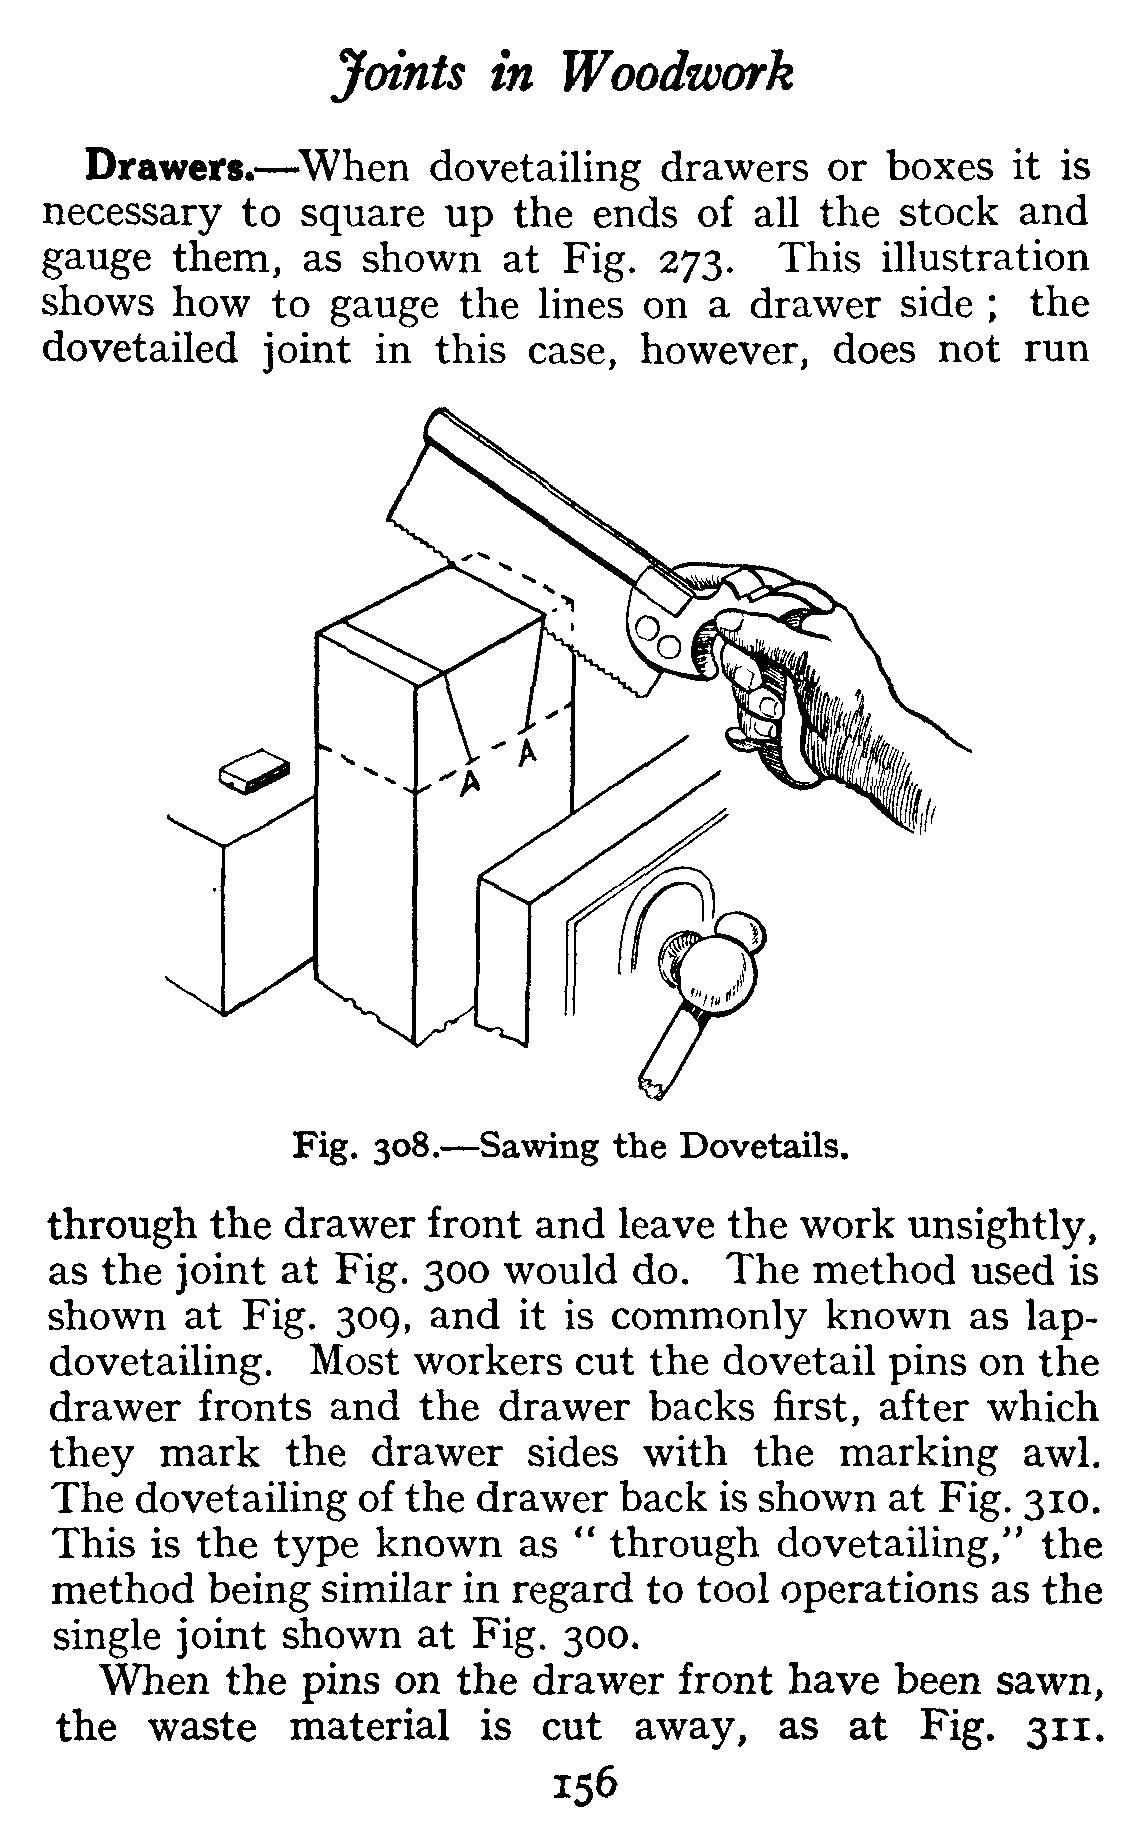 Joints in Woodwork
Drawers.—When dovetailing drawers or boxes it is
necessary to square up the ends of all the stock and
gauge them, as shown at Fig. 273. This illustration
shows how to gauge the lines on a drawer side ; the
dovetailed joint in this case, however, does not run
A
A
Fig. 308.—Sawing the Dovetails.
through the drawer front and leave the work unsightly,
as the joint at Fig. 300 would do. The method used is
shown at Fig. 309, and it is commonly known as lap-
dovetailing. Most workers cut the dovetail pins on the
drawer fronts and the drawer backs first, after which
they mark the drawer sides with the marking awl.
The dovetailing of the drawer back is shown at Fig. 310.
This is the type known as “ through dovetailing,” the
method being similar in regard to tool operations as the
single joint shown at Fig. 300.
When the pins on the drawer front have been sawn,
the waste material is cut away, as at Fig. 311.
156